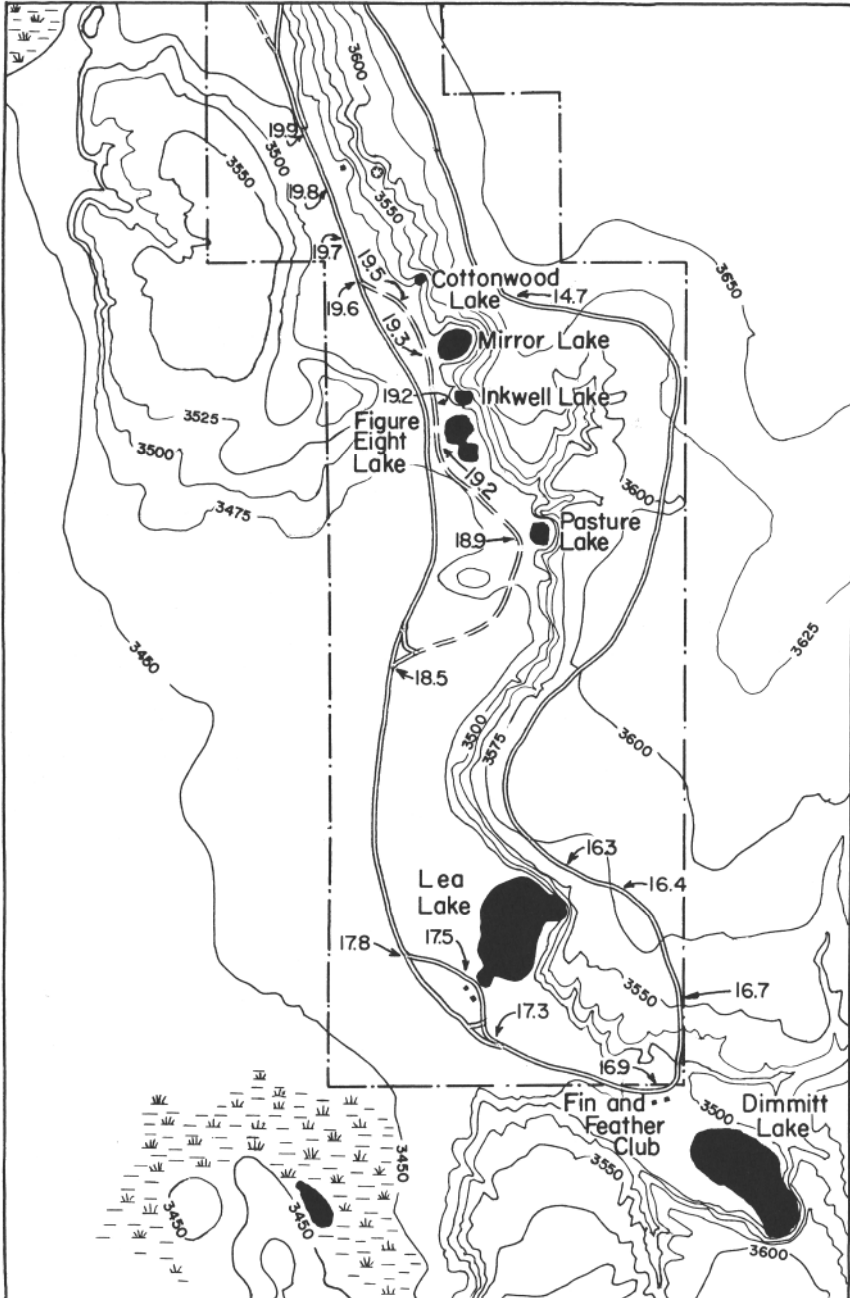 3600
19.9
3550
3500
19.8
3550
19.7
3650
19.5
Cottonwood
Lake
14.7
19.6
19.3
Mirror Lake
19.2
Inkwell Lake
3525
Figure
Eight
Lake
3500
19.2
3600
3475
Pasture
Lake
18.9
3450
3625
18.5
3500
3575
3600
16.3
Lea
Lake
16.4
17.8
17.5
3550
16.7
17.3
16.9
Fin and
Feather
Club
3500
Dimmitt
Lake
3450
3550
3450
3450
3600